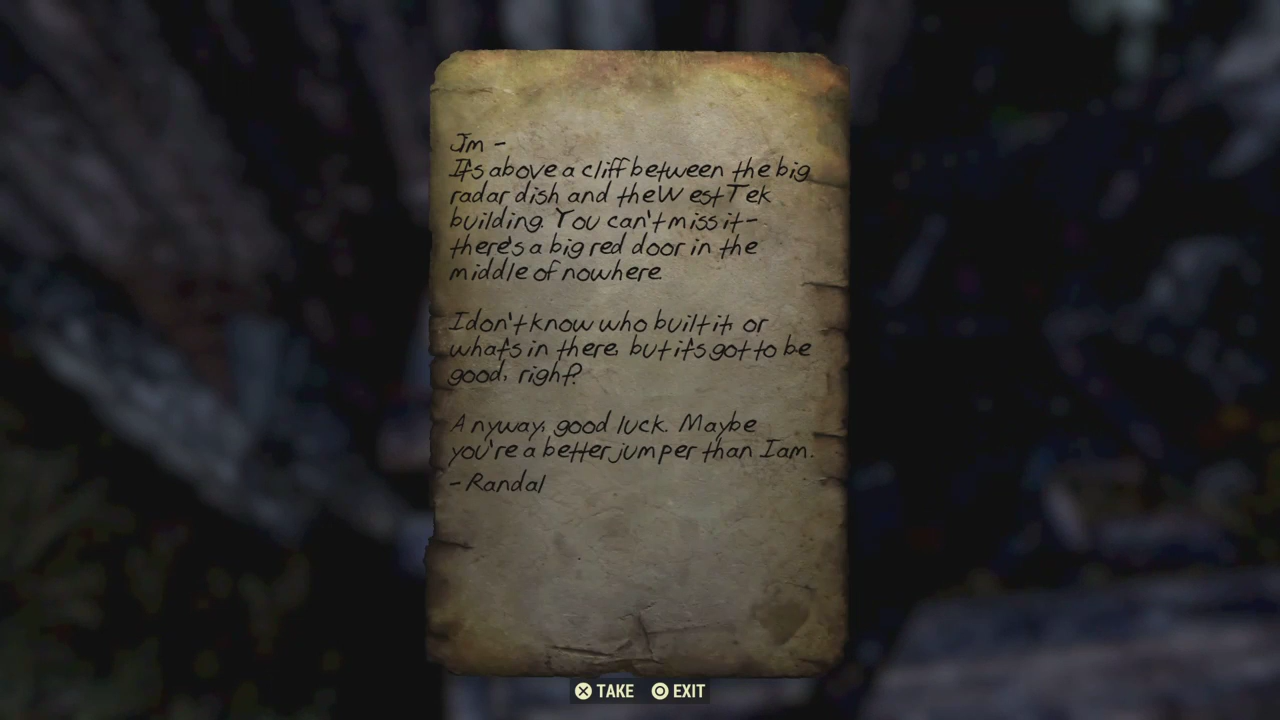 Jim -
It's above a cliff between the big
radar dish and the West Tek
building. You can't miss it-
there's a big red door in the
middle of nowhere
I don't know who built it, or
what's in there, but it's got to be
good, right?
Anyway, good luck. Maybe
you're a better jumper than I am.
- Randal
TAKE EXIT